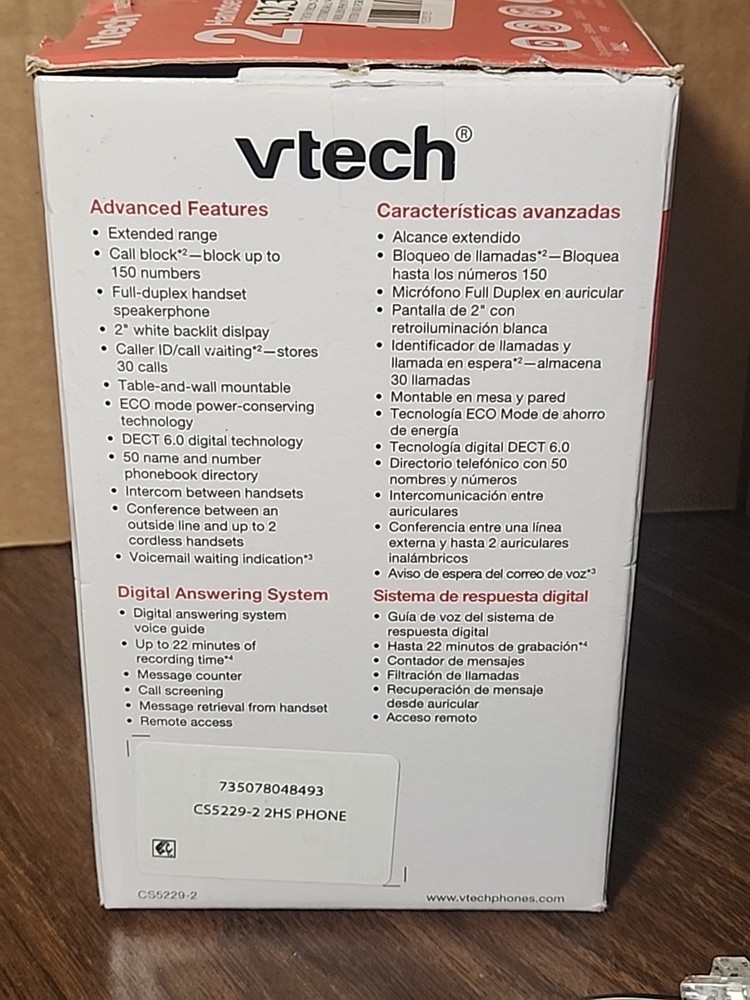 vtech
2
Handse
1323
vtech®
Advanced Features
• Extended range
• Call block*2—block up to
150 numbers
• Full-duplex handset
speakerphone
• 2" white backlit dislpay
• Caller ID/call waiting*2—stores
30 calls
• Table-and-wall mountable
• ECO mode power-conserving
technology
• DECT 6.0 digital technology
• 50 name and number
phonebook directory
• Intercom between handsets
• Conference between an
outside line and up to 2
cordless handsets
• Voicemail waiting indication*3
Digital Answering System
• Digital answering system
voice guide
• Up to 22 minutes of
recording time*4
• Message counter
• Call screening
• Message retrieval from handset
• Remote access
Características avanzadas
• Alcance extendido
• Bloqueo de llamadas*2—Bloquea
hasta los números 150
• Micrófono Full Duplex en auricular
• Pantalla de 2" con
retroiluminación blanca
• Identificador de llamadas y
llamada en espera*2—almacena
30 llamadas
• Montable en mesa y pared
• Tecnología ECO Mode de ahorro
de energía
• Tecnología digital DECT 6.0
• Directorio telefónico con 50
nombres y números
• Intercomunicación entre
auriculares
• Conferencia entre una línea
externa y hasta 2 auriculares
inalámbricos
• Aviso de espera del correo de voz*3
Sistema de respuesta digital
• Guía de voz del sistema de
respuesta digital
• Hasta 22 minutos de grabación*4
• Contador de mensajes
• Filtración de llamadas
• Recuperación de mensaje
desde auricular
• Acceso remoto
735078048493
CS5229-2 2HS PHONE
CS5229-2
www.vtechphones.com